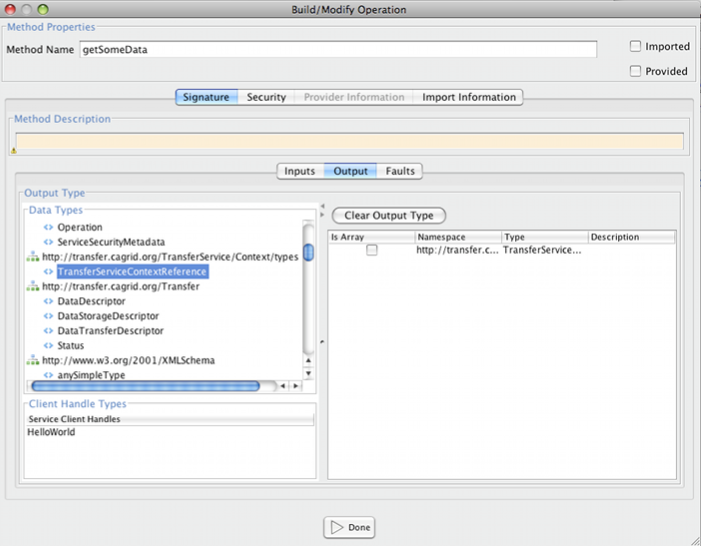 Build/Modify Operation
Method Properties
Method Name getSomeData
Imported
Provided
Signature Security Provider Information Import Information
Method Description
Inputs Output Faults
Output Type
Data Types
Operation
ServiceSecurityMetadata
http://transfer.cagrid.org/TransferService/Context/types
TransferServiceContextReference
http://transfer.cagrid.org/Transfer
DataDescriptor
DataStorageDescriptor
DataTransferDescriptor
Status
http://www.w3.org/2001/XMLSchema
anySimpleType
Client Handle Types
Service Client Handles
HelloWorld
Clear Output Type
Is Array Namespace Type Description
http://transfer.c... TransferService...
Done